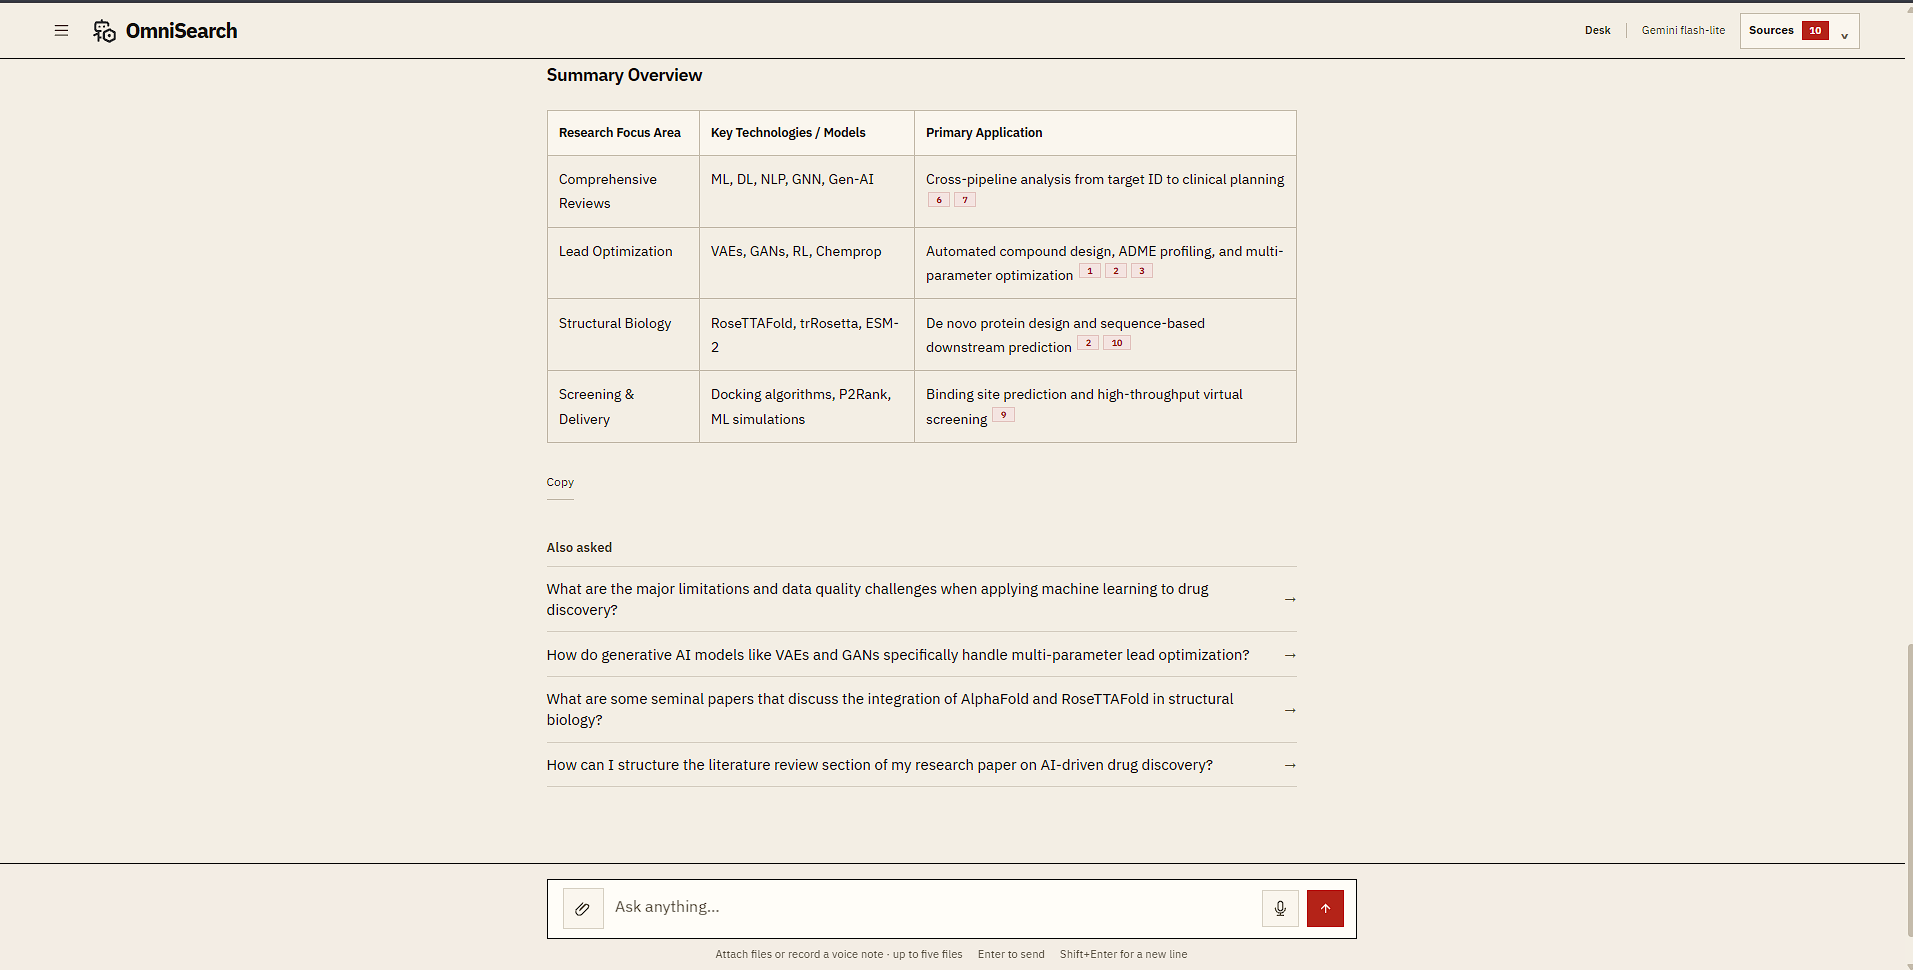 OmniSearch
Desk
Gemini flash-lite
Sources 10
Summary Overview
Research Focus Area
Key Technologies / Models
Primary Application
Comprehensive
Reviews
ML, DL, NLP, GNN, Gen-AI
Cross-pipeline analysis from target ID to clinical planning
6 7
Lead Optimization
VAEs, GANs, RL, Chemprop
Automated compound design, ADME profiling, and multi-
parameter optimization 1 2 3
Structural Biology
RoseTTAFold, trRosetta, ESM-
2
De novo protein design and sequence-based
downstream prediction 2 10
Screening &
Delivery
Docking algorithms, P2Rank,
ML simulations
Binding site prediction and high-throughput virtual
screening 9
Copy
Also asked
What are the major limitations and data quality challenges when applying machine learning to drug
discovery?
→
How do generative AI models like VAEs and GANs specifically handle multi-parameter lead optimization? →
What are some seminal papers that discuss the integration of AlphaFold and RoseTTAFold in structural
biology?
→
How can I structure the literature review section of my research paper on AI-driven drug discovery? →
Ask anything...
Attach files or record a voice note · up to five files
Enter to send
Shift+Enter for a new line